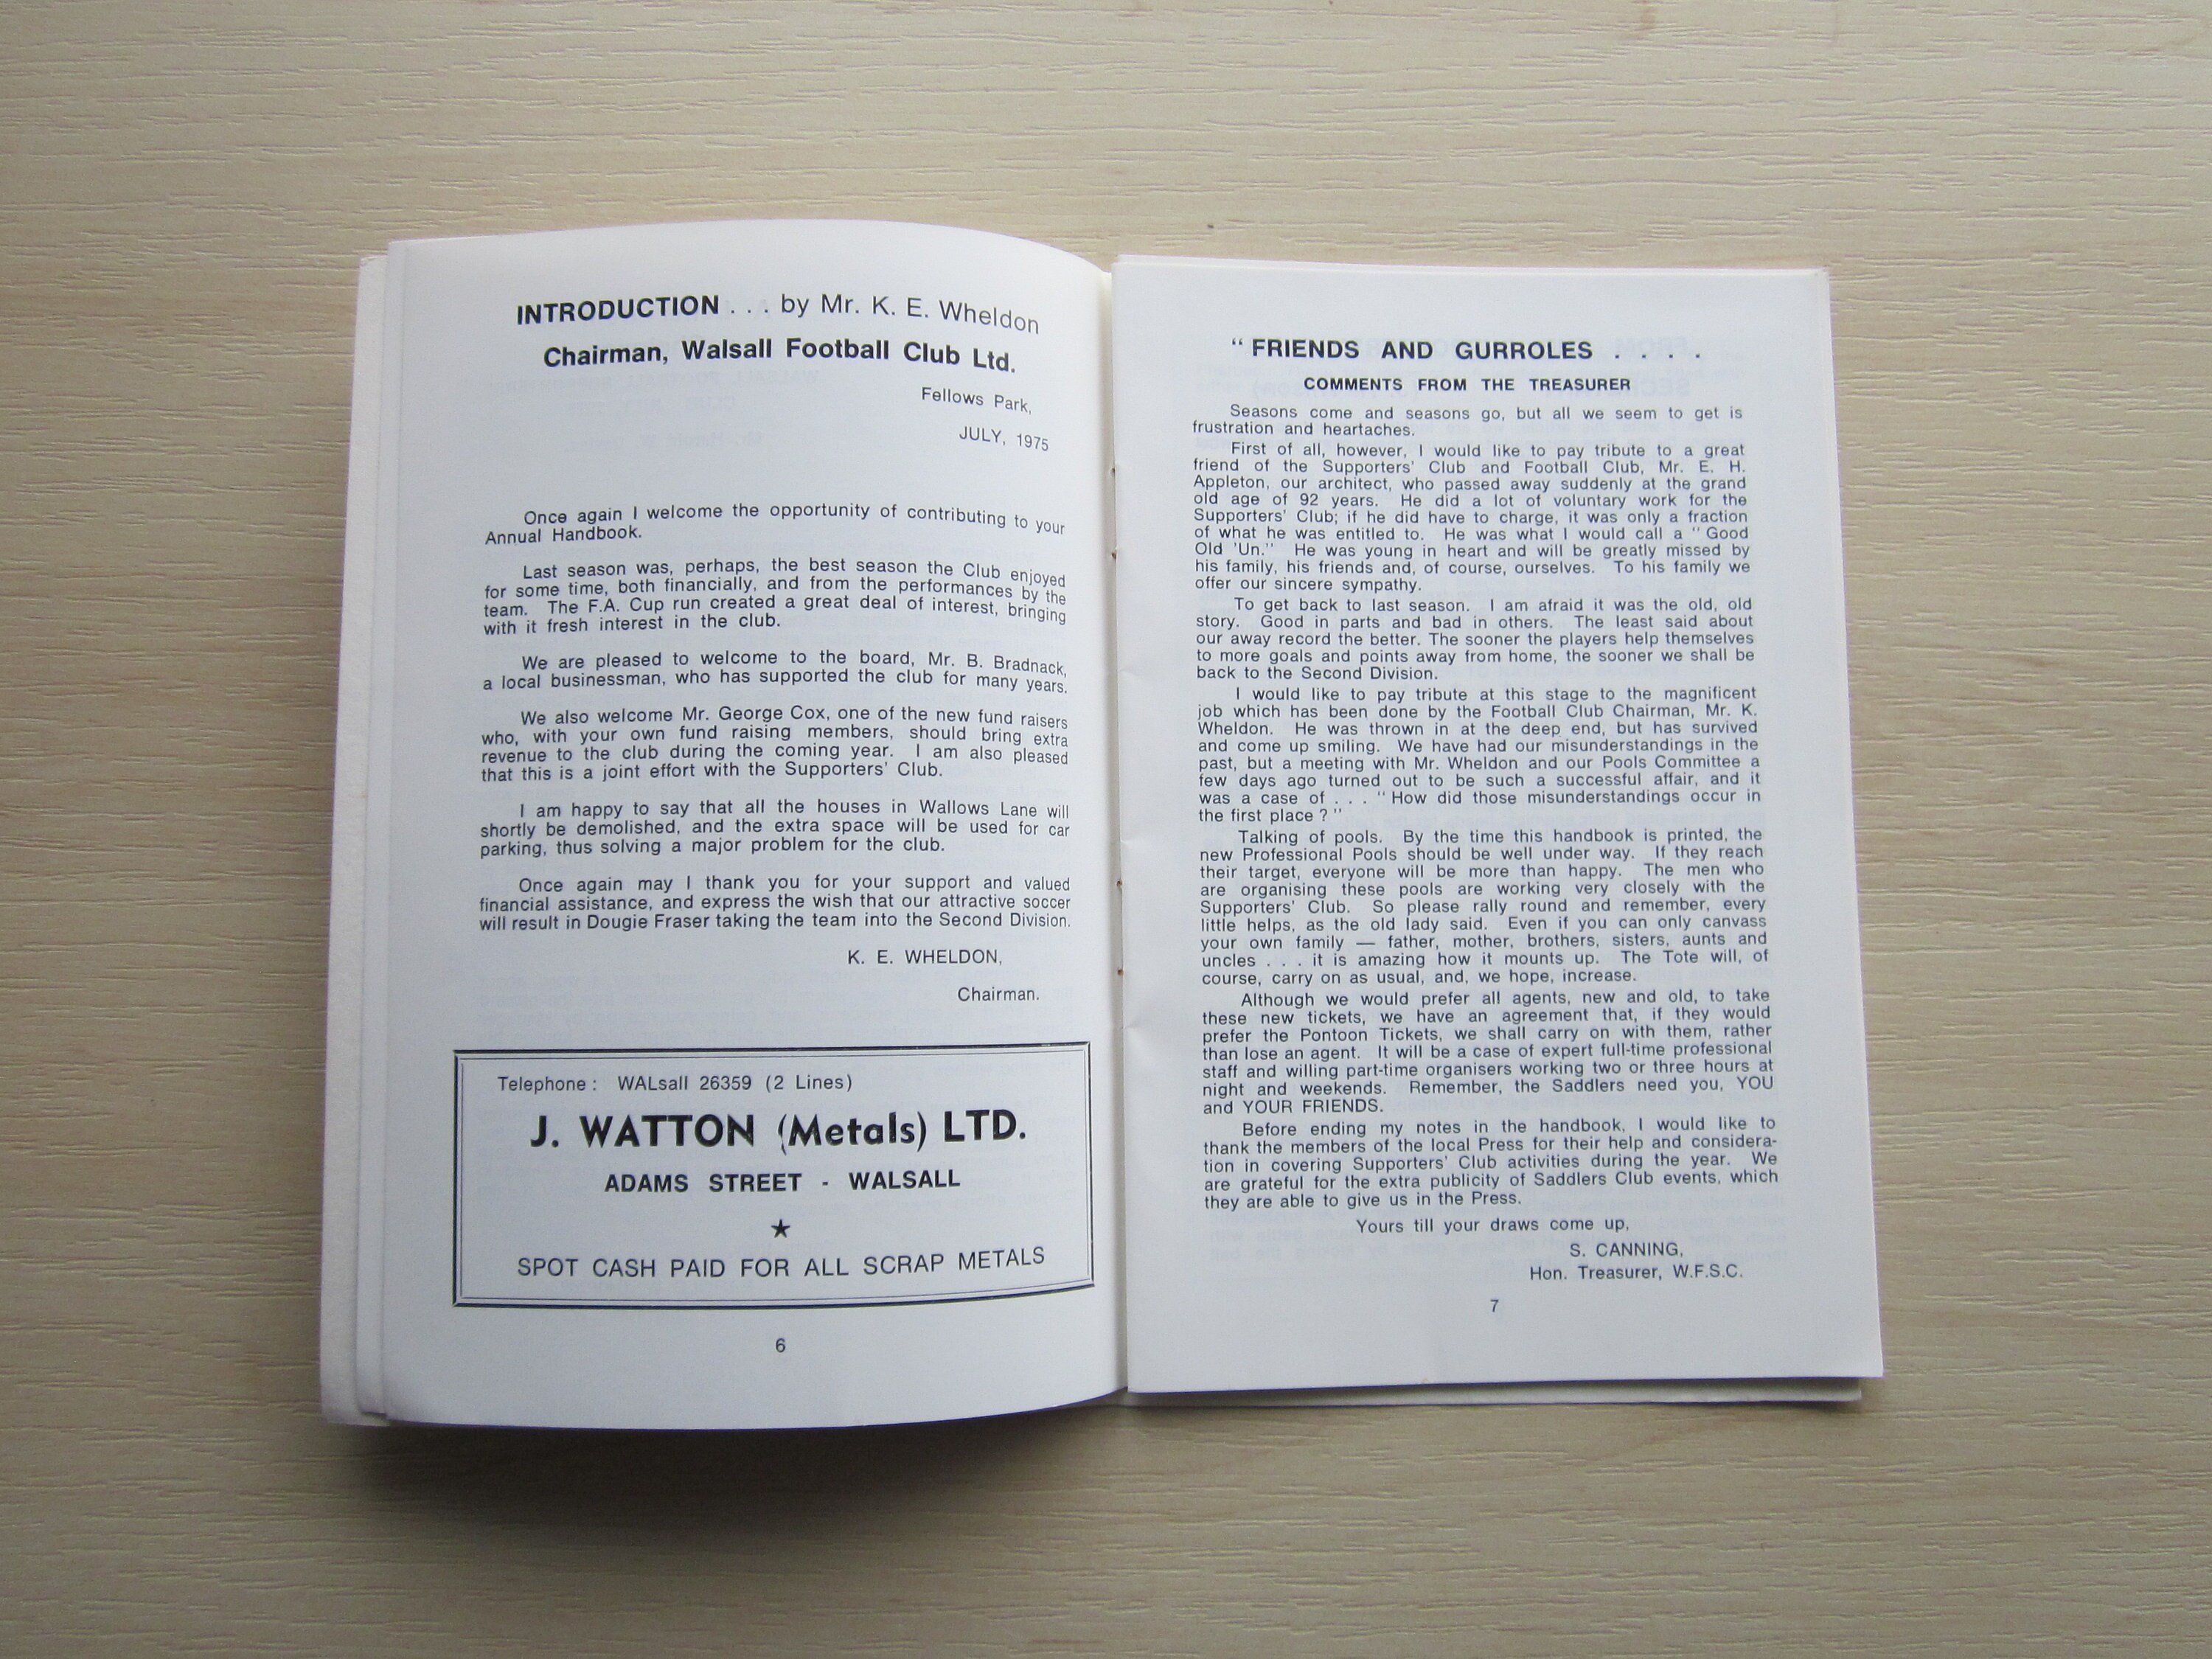 INTRODUCTION . . . by Mr. K. E. Wheldon
Chairman, Walsall Football Club Ltd.
Fellows Park,
JULY, 1975
Once again I welcome the opportunity of contributing to your
Annual Handbook.
Last season was, perhaps, the best season the Club enjoyed
for some time, both financially, and from the performances by the
team. The F.A. Cup run created a great deal of interest, bringing
with it fresh interest in the club.
We are pleased to welcome to the board, Mr. B. Bradnack,
a local businessman, who has supported the club for many years.
We also welcome Mr. George Cox, one of the new fund raisers
who, with your own fund raising members, should bring extra
revenue to the club during the coming year. I am also pleased
that this is a joint effort with the Supporters' Club.
I am happy to say that all the houses in Wallows Lane will
shortly be demolished, and the extra space will be used for car
parking, thus solving a major problem for the club.
Once again may I thank you for your support and valued
financial assistance, and express the wish that our attractive soccer
will result in Dougie Fraser taking the team into the Second Division.
K. E. WHELDON,
Chairman.
Telephone : WALsall 26359 (2 Lines)
J. WATTON (Metals) LTD.
ADAMS STREET - WALSALL
★
SPOT CASH PAID FOR ALL SCRAP METALS
6
" FRIENDS AND GURROLES . . . .
COMMENTS FROM THE TREASURER
Seasons come and seasons go, but all we seem to get is
frustration and heartaches.
First of all, however, I would like to pay tribute to a great
friend of the Supporters' Club and Football Club, Mr. E. H.
Appleton, our architect, who passed away suddenly at the grand
old age of 92 years. He did a lot of voluntary work for the
Supporters' Club; if he did have to charge, it was only a fraction
of what he was entitled to. He was what I would call a " Good
Old 'Un." He was young in heart and will be greatly missed by
his family, his friends and, of course, ourselves. To his family we
offer our sincere sympathy.
To get back to last season. I am afraid it was the old, old
story. Good in parts and bad in others. The least said about
our away record the better. The sooner the players help themselves
to more goals and points away from home, the sooner we shall be
back to the Second Division.
I would like to pay tribute at this stage to the magnificent
job which has been done by the Football Club Chairman, Mr. K.
Wheldon. He was thrown in at the deep end, but has survived
and come up smiling. We have had our misunderstandings in the
past, but a meeting with Mr. Wheldon and our Pools Committee a
few days ago turned out to be such a successful affair, and it
was a case of . . . " How did those misunderstandings occur in
the first place ? "
Talking of pools. By the time this handbook is printed, the
new Professional Pools should be well under way. If they reach
their target, everyone will be more than happy. The men who
are organising these pools are working very closely with the
Supporters' Club. So please rally round and remember, every
little helps, as the old lady said. Even if you can only canvass
your own family — father, mother, brothers, sisters, aunts and
uncles . . . it is amazing how it mounts up. The Tote will, of
course, carry on as usual, and, we hope, increase.
Although we would prefer all agents, new and old, to take
these new tickets, we have an agreement that, if they would
prefer the Pontoon Tickets, we shall carry on with them, rather
than lose an agent. It will be a case of expert full-time professional
staff and willing part-time organisers working two or three hours at
night and weekends. Remember, the Saddlers need you, YOU
and YOUR FRIENDS.
Before ending my notes in the handbook, I would like to
thank the members of the local Press for their help and considera-
tion in covering Supporters' Club activities during the year. We
are grateful for the extra publicity of Saddlers Club events, which
they are able to give us in the Press.
Yours till your draws come up,
S. CANNING,
Hon. Treasurer, W.F.S.C.
7